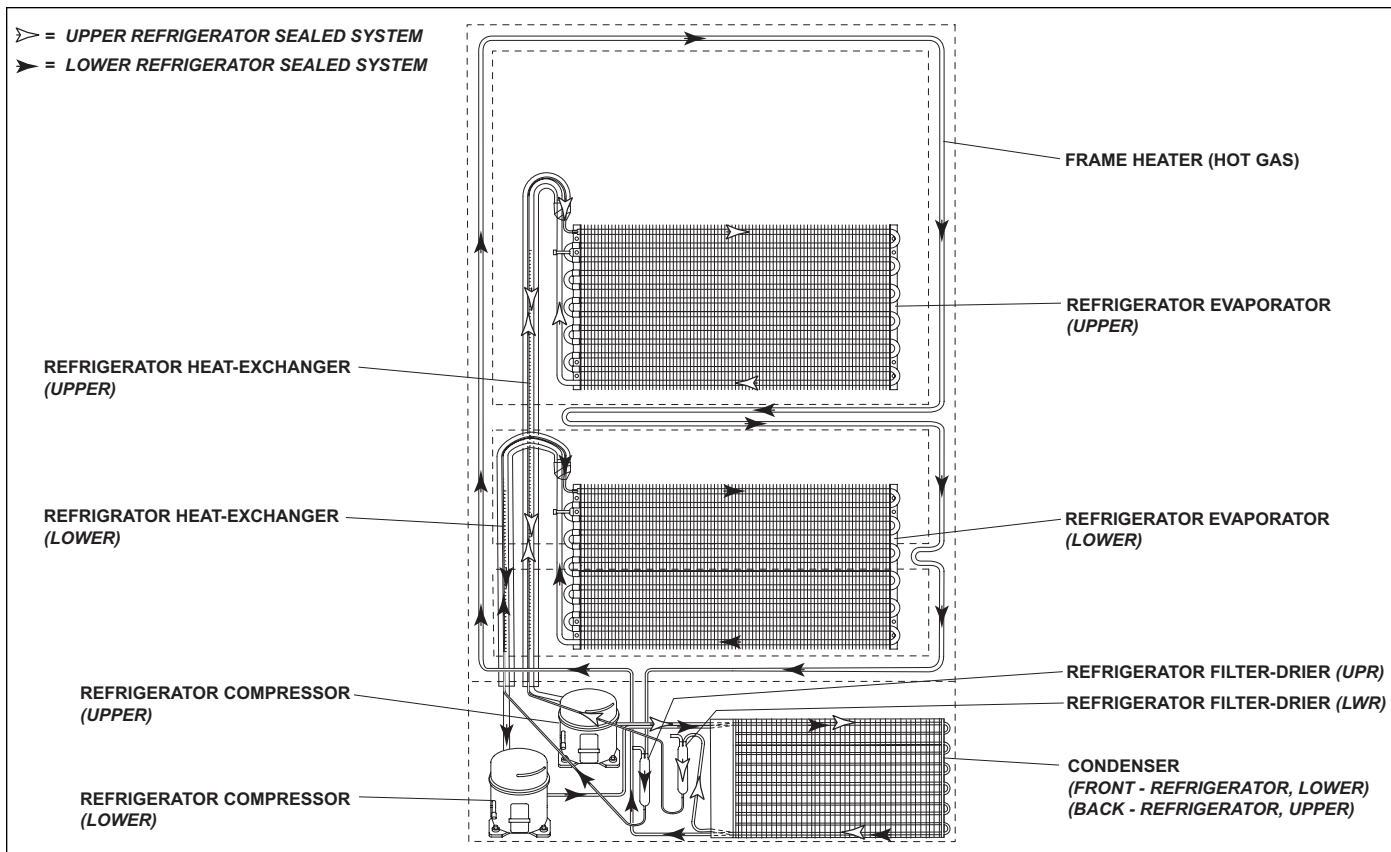 = UPPER REFRIGERATOR SEALED SYSTEM
= LOWER REFRIGERATOR SEALED SYSTEM
FRAME HEATER (HOT GAS)
REFRIGERATOR EVAPORATOR
(UPPER)
REFRIGERATOR HEAT-EXCHANGER
(UPPER)
REFRIGRATOR HEAT-EXCHANGER
(LOWER)
REFRIGERATOR EVAPORATOR
(LOWER)
REFRIGERATOR COMPRESSOR
(UPPER)
REFRIGERATOR FILTER-DRIER (UPR)
REFRIGERATOR FILTER-DRIER (LWR)
REFRIGERATOR COMPRESSOR
(LOWER)
CONDENSER
(FRONT - REFRIGERATOR, LOWER)
(BACK - REFRIGERATOR, UPPER)